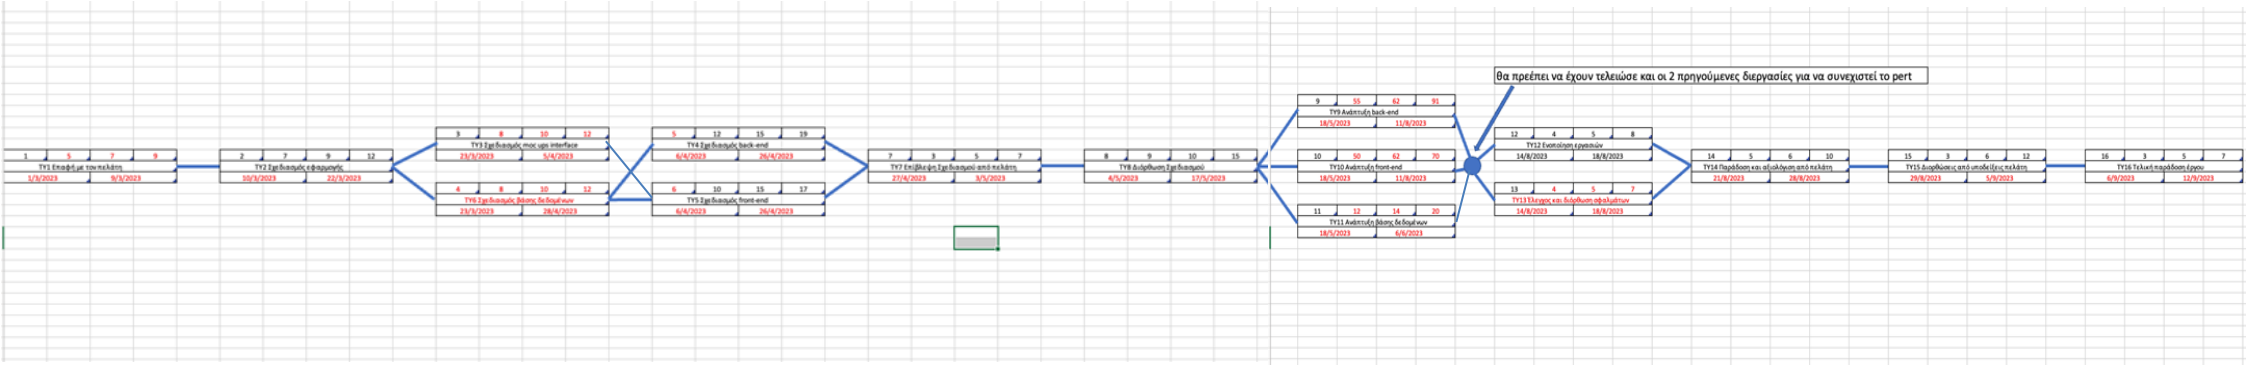 1 5 7 9
ΤΥ1 Επαφή με τον πελάτη
1/3/2023 9/3/2023
2 7 9 12
ΤΥ2 Σχεδιασμός εφαρμογής
10/3/2023 22/3/2023
3 8 10 12
ΤΥ3 Σχεδιασμός moc ups interface
23/3/2023 5/4/2023
4 8 10 12
ΤΥ6 Σχεδιασμός βάσης δεδομένων
23/3/2023 28/4/2023
5 12 15 19
ΤΥ4 Σχεδιασμός back-end
6/4/2023 26/4/2023
6 10 15 17
ΤΥ5 Σχεδιασμός front-end
6/4/2023 26/4/2023
7 3 5 7
ΤΥ7 Επίβλεψη Σχεδιασμού από πελάτη
27/4/2023 3/5/2023
8 9 10 15
ΤΥ8 Διόρθωση Σχεδιασμού
4/5/2023 17/5/2023
9 55 62 91
ΤΥ9 Ανάπτυξη back-end
18/5/2023 11/8/2023
10 50 62 70
ΤΥ10 Ανάπτυξη front-end
18/5/2023 11/8/2023
11 12 14 20
ΤΥ11 Ανάπτυξη βάσης δεδομένων
18/5/2023 6/6/2023
θα πρέεπει να έχουν τελειώσε και οι 2 πρηγούμενες διεργασίες για να συνεχιστεί το pert
12 4 5 8
ΤΥ12 Ενοποίηση εργασιών
14/8/2023 18/8/2023
13 4 5 7
ΤΥ13 Έλεγχος και διόρθωση σφαλμάτων
14/8/2023 18/8/2023
14 5 6 10
ΤΥ14 Παράδοση και αξιολόγιση από πελάτη
21/8/2023 28/8/2023
15 3 6 12
ΤΥ15 Διορθώσεις από υποδείξεις πελάτη
29/8/2023 5/9/2023
16 3 5 7
ΤΥ16 Τελική παράδοση έργου
6/9/2023 12/9/2023